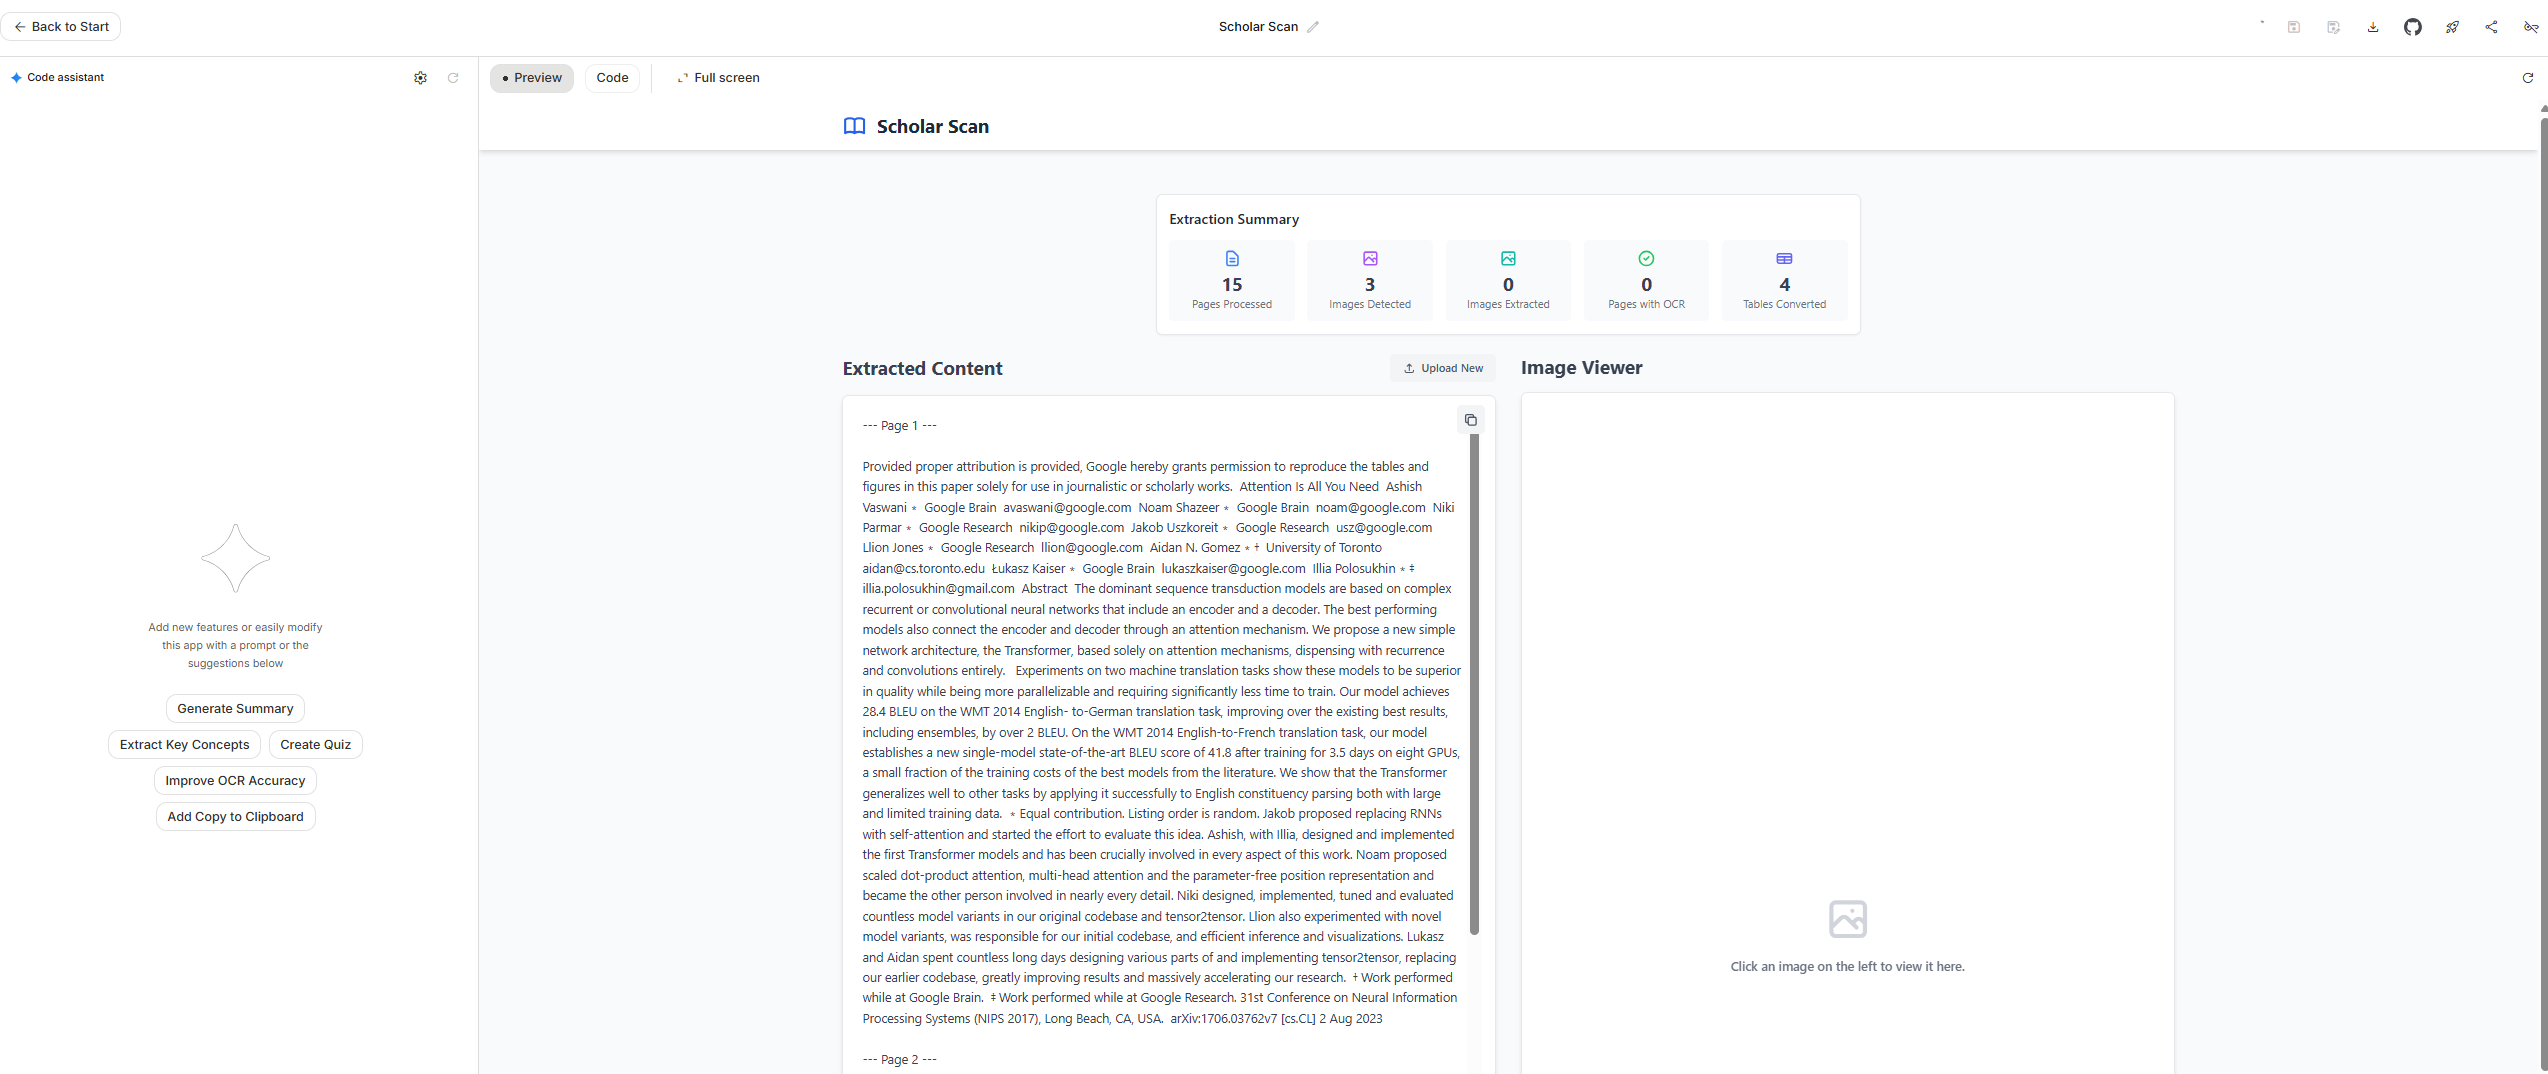 Back to Start
Scholar Scan
Code assistant
Preview
Code
Full screen
Scholar Scan
Extraction Summary
15
Pages Processed
3
Images Detected
0
Images Extracted
0
Pages with OCR
4
Tables Converted
Extracted Content
Upload New
Image Viewer
--- Page 1 ---
Provided proper attribution is provided, Google hereby grants permission to reproduce the tables and
figures in this paper solely for use in journalistic or scholarly works.  Attention Is All You Need  Ashish
Vaswani ∗  Google Brain  avaswani@google.com  Noam Shazeer ∗  Google Brain  noam@google.com  Niki
Parmar ∗  Google Research  nikip@google.com  Jakob Uszkoreit ∗  Google Research  usz@google.com
Llion Jones ∗  Google Research  llion@google.com  Aidan N. Gomez ∗ †  University of Toronto
aidan@cs.toronto.edu  Łukasz Kaiser ∗  Google Brain  lukaszkaiser@google.com  Illia Polosukhin ∗ ‡
illia.polosukhin@gmail.com  Abstract  The dominant sequence transduction models are based on complex
recurrent or convolutional neural networks that include an encoder and a decoder. The best performing
models also connect the encoder and decoder through an attention mechanism. We propose a new simple
network architecture, the Transformer, based solely on attention mechanisms, dispensing with recurrence
and convolutions entirely.   Experiments on two machine translation tasks show these models to be superior
in quality while being more parallelizable and requiring significantly less time to train. Our model achieves
28.4 BLEU on the WMT 2014 English- to-German translation task, improving over the existing best results,
including ensembles, by over 2 BLEU. On the WMT 2014 English-to-French translation task, our model
establishes a new single-model state-of-the-art BLEU score of 41.8 after training for 3.5 days on eight GPUs,
a small fraction of the training costs of the best models from the literature. We show that the Transformer
generalizes well to other tasks by applying it successfully to English constituency parsing both with large
and limited training data.  ∗ Equal contribution. Listing order is random. Jakob proposed replacing RNNs
with self-attention and started the effort to evaluate this idea. Ashish, with Illia, designed and implemented
the first Transformer models and has been crucially involved in every aspect of this work. Noam proposed
scaled dot-product attention, multi-head attention and the parameter-free position representation and
became the other person involved in nearly every detail. Niki designed, implemented, tuned and evaluated
countless model variants in our original codebase and tensor2tensor. Llion also experimented with novel
model variants, was responsible for our initial codebase, and efficient inference and visualizations. Lukasz
and Aidan spent countless long days designing various parts of and implementing tensor2tensor, replacing
our earlier codebase, greatly improving results and massively accelerating our research.  † Work performed
while at Google Brain.  ‡ Work performed while at Google Research. 31st Conference on Neural Information
Processing Systems (NIPS 2017), Long Beach, CA, USA.  arXiv:1706.03762v7 [cs.CL] 2 Aug 2023
--- Page 2 ---
Click an image on the left to view it here.
Add new features or easily modify
this app with a prompt or the
suggestions below
Generate Summary
Extract Key Concepts
Create Quiz
Improve OCR Accuracy
Add Copy to Clipboard